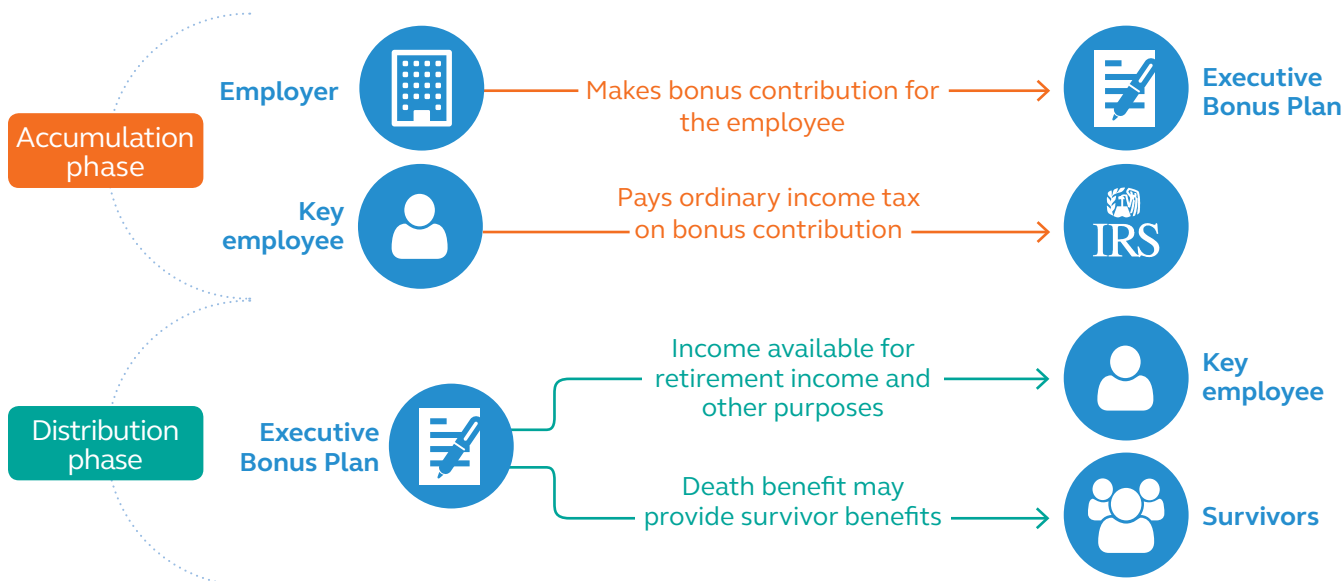 Accumulation
phase
Employer
Makes bonus contribution for
the employee
Executive
Bonus Plan
Key
employee
Pays ordinary income tax
on bonus contribution
IRS
Distribution
phase
Executive
Bonus Plan
Income available for
retirement income and
other purposes
Key
employee
Death benefit may
provide survivor benefits
Survivors